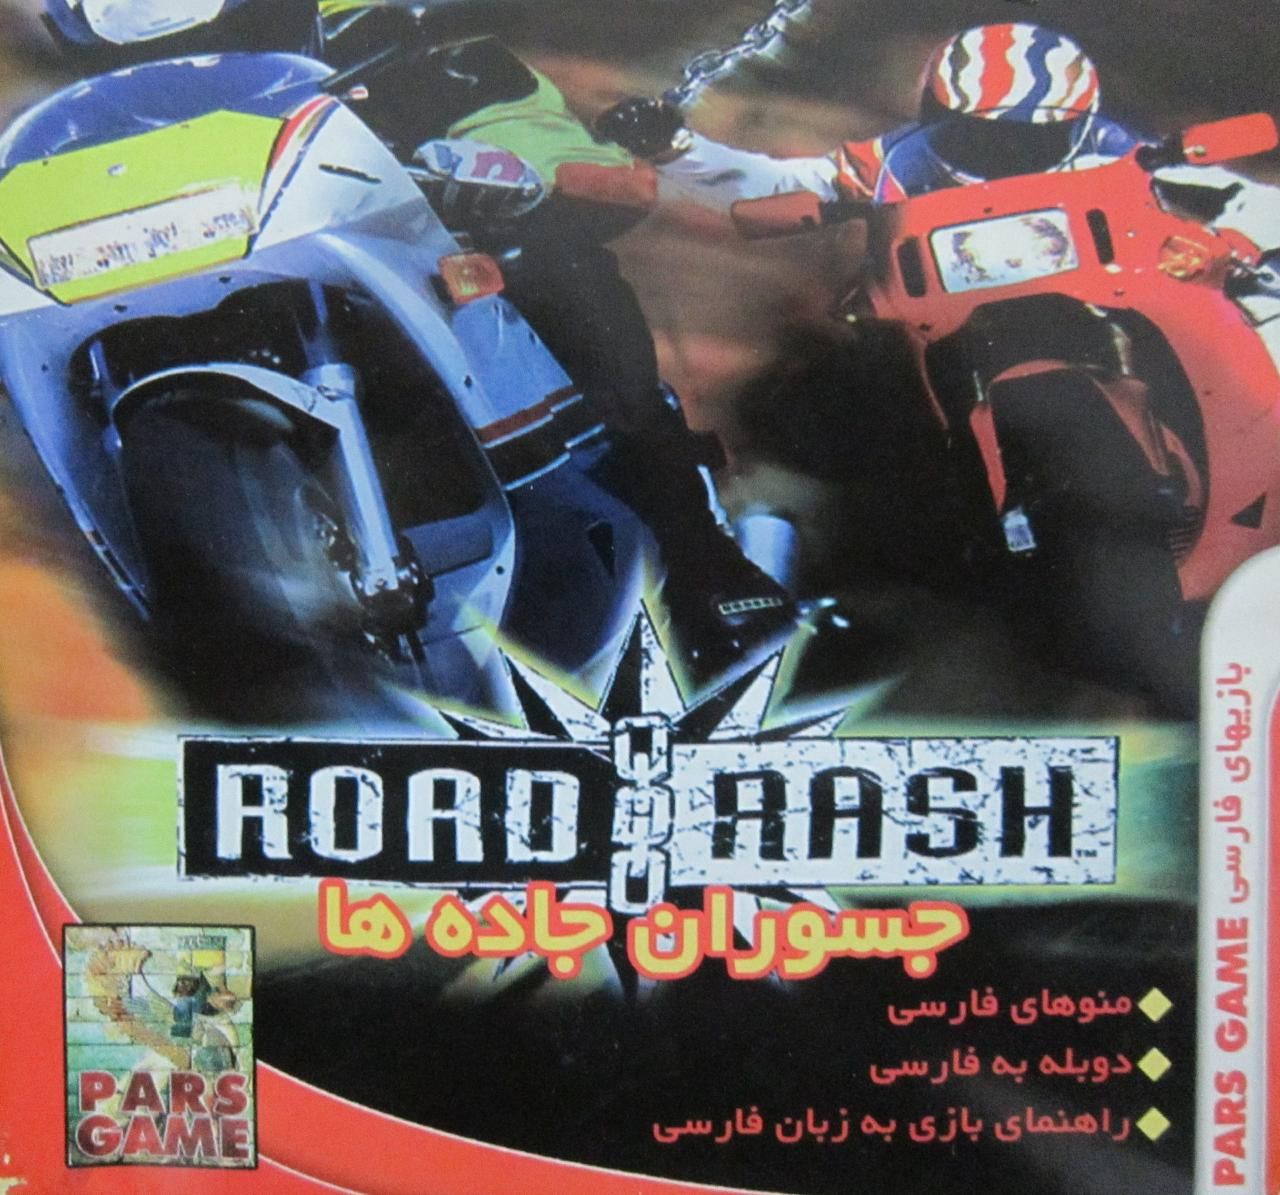 ROAD RASH™
جسوران جاده ها
منوهای فارسی
دوبله به فارسی
راهنمای بازی به زبان فارسی
PARS
GAME
PARS GAME بازیهای فارسی